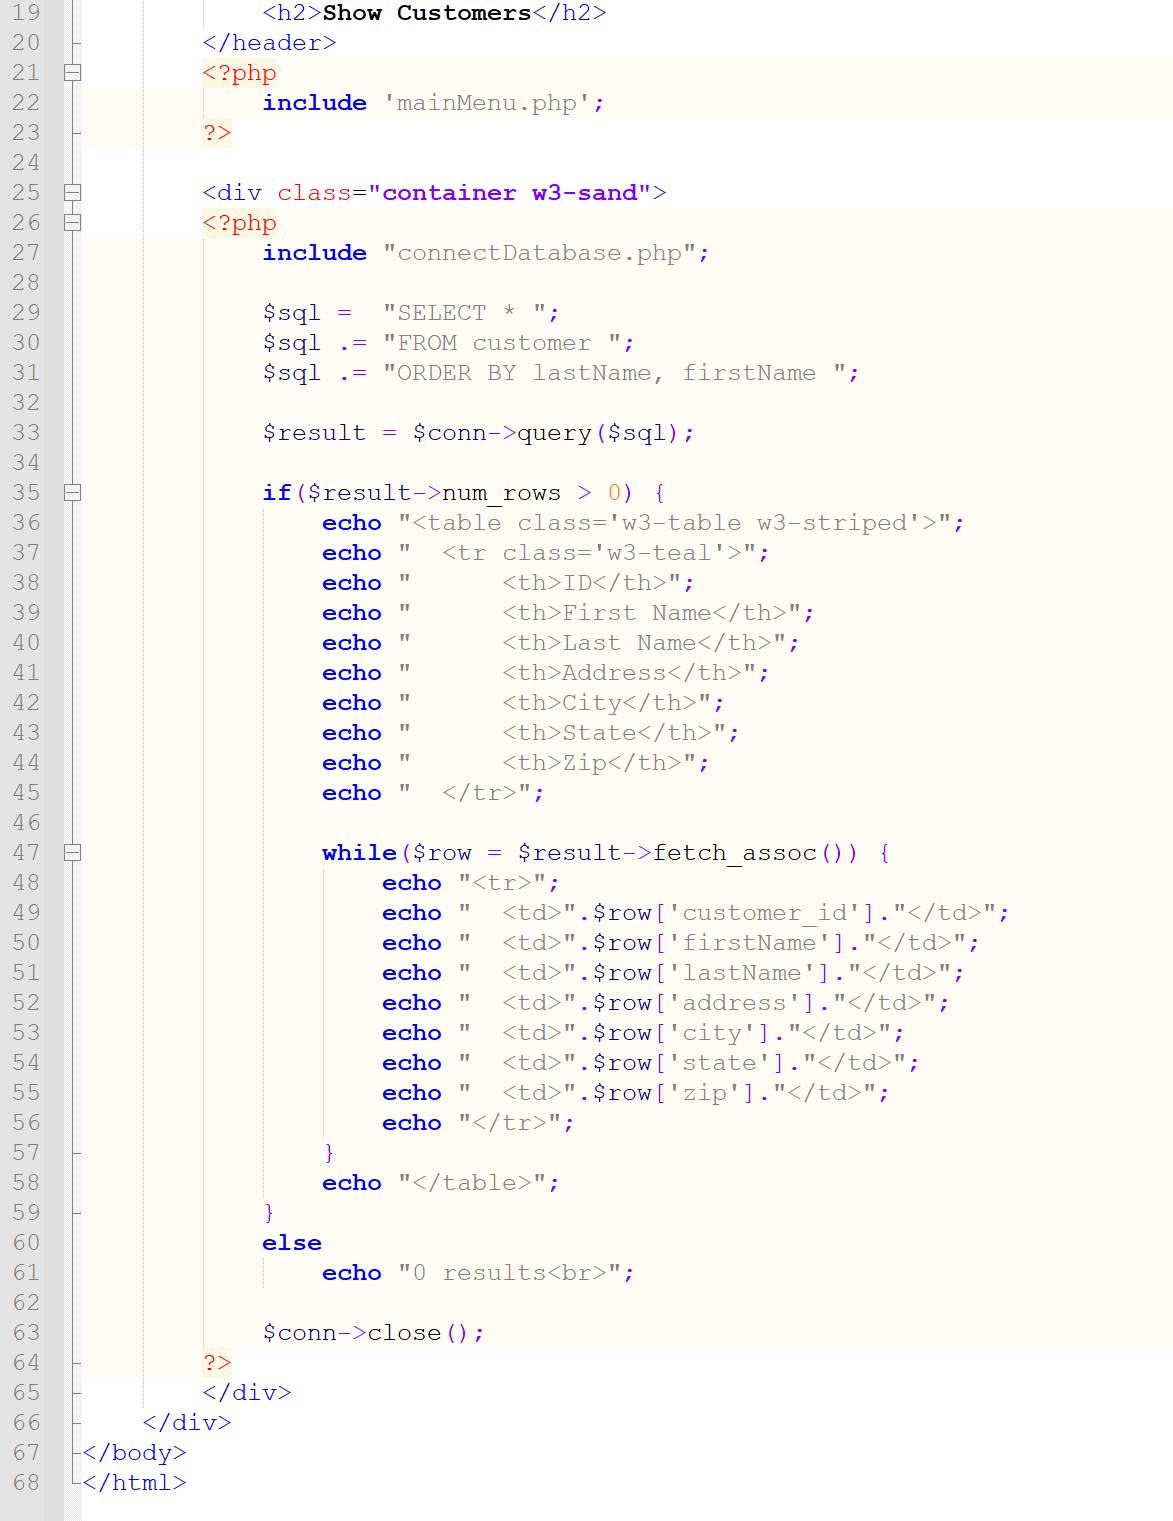 19 <h2>Show Customers</h2>
20 </header>
21 <?php
22 include 'mainMenu.php';
23 ?>
24
25 <div class="container w3-sand">
26 <?php
27 include "connectDatabase.php";
28
29 $sql =  "SELECT * ";
30 $sql .= "FROM customer ";
31 $sql .= "ORDER BY lastName, firstName ";
32
33 $result = $conn->query($sql);
34
35 if($result->num_rows > 0) {
36 echo "<table class='w3-table w3-striped'>";
37 echo "  <tr class='w3-teal'>";
38 echo "      <th>ID</th>";
39 echo "      <th>First Name</th>";
40 echo "      <th>Last Name</th>";
41 echo "      <th>Address</th>";
42 echo "      <th>City</th>";
43 echo "      <th>State</th>";
44 echo "      <th>Zip</th>";
45 echo "  </tr>";
46
47 while($row = $result->fetch_assoc()) {
48 echo "<tr>";
49 echo "  <td>".$row['customer_id']."</td>";
50 echo "  <td>".$row['firstName']."</td>";
51 echo "  <td>".$row['lastName']."</td>";
52 echo "  <td>".$row['address']."</td>";
53 echo "  <td>".$row['city']."</td>";
54 echo "  <td>".$row['state']."</td>";
55 echo "  <td>".$row['zip']."</td>";
56 echo "</tr>";
57 }
58 echo "</table>";
59 }
60 else
61 echo "0 results<br>";
62
63 $conn->close();
64 ?>
65 </div>
66 </div>
67 </body>
68 </html>